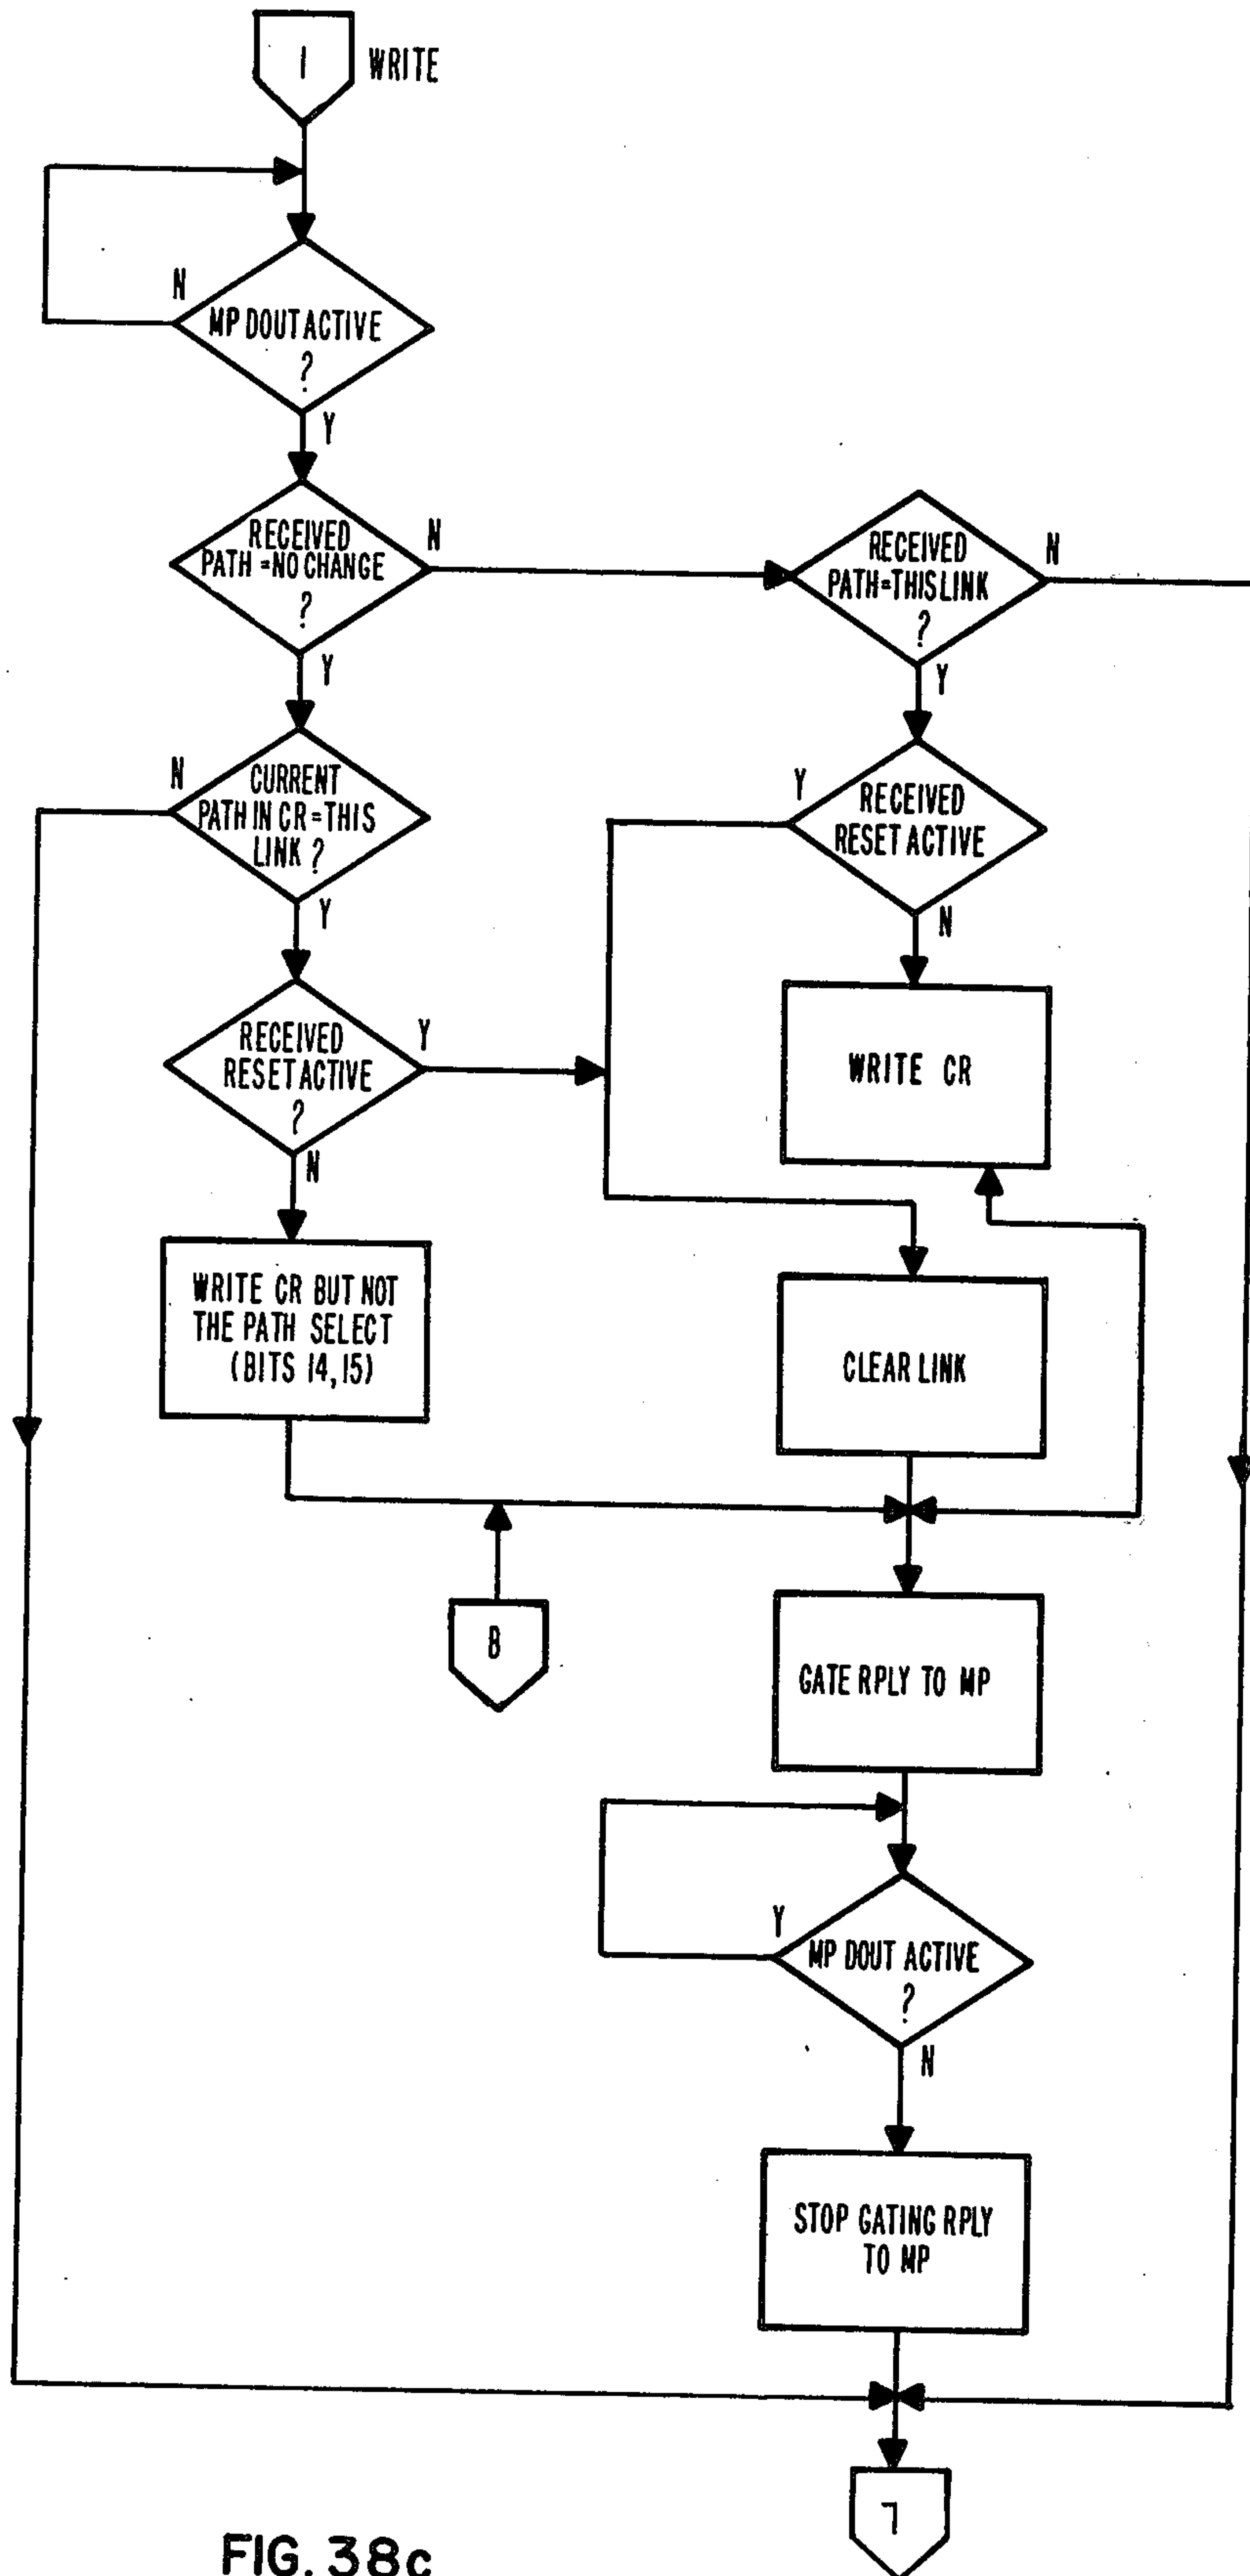 1 WRITE
N
MP DOUT ACTIVE
?
Y
RECEIVED
PATH = NO CHANGE
?
N
Y
RECEIVED
PATH = THIS LINK
?
N
Y
N
CURRENT
PATH IN CR = THIS
LINK ?
Y
Y
RECEIVED
RESET ACTIVE
N
RECEIVED
RESET ACTIVE
?
Y
N
WRITE CR
WRITE CR BUT NOT
THE PATH SELECT
(BITS 14, 15)
CLEAR LINK
8
GATE RPLY TO MP
Y
MP DOUT ACTIVE
?
N
STOP GATING RPLY
TO MP
7
FIG. 38c